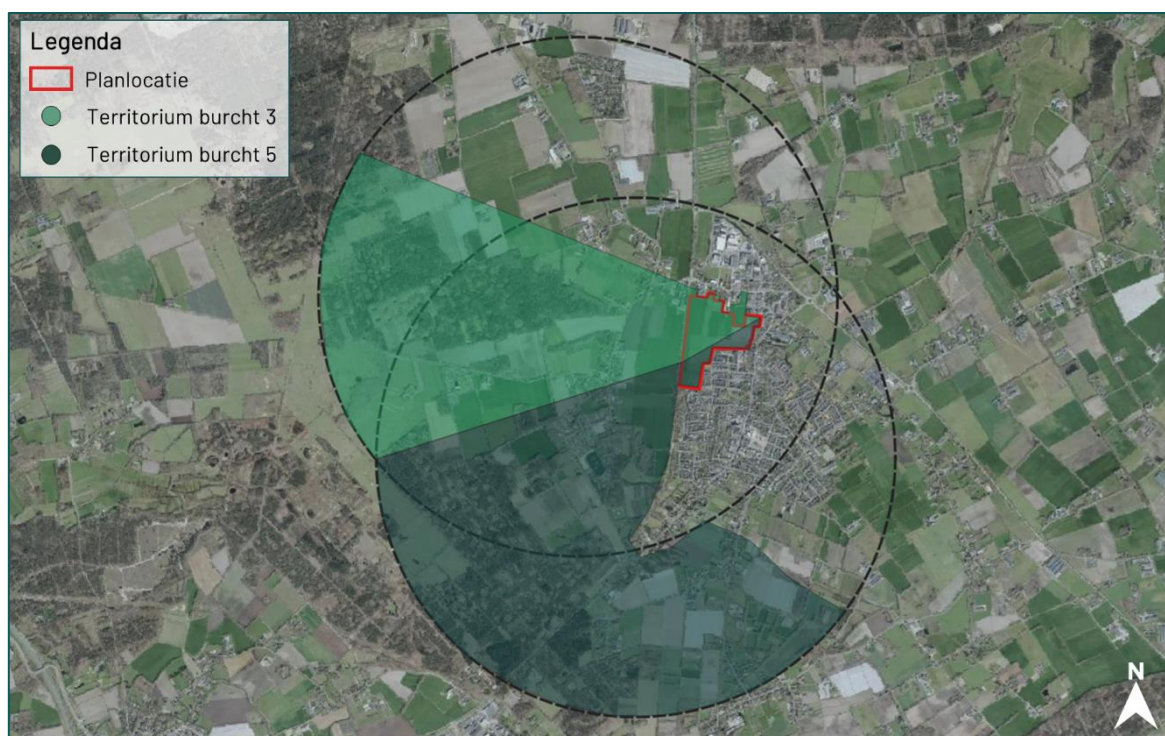 Legenda
Planlocatie
Territorium burcht 3
Territorium burcht 5
N